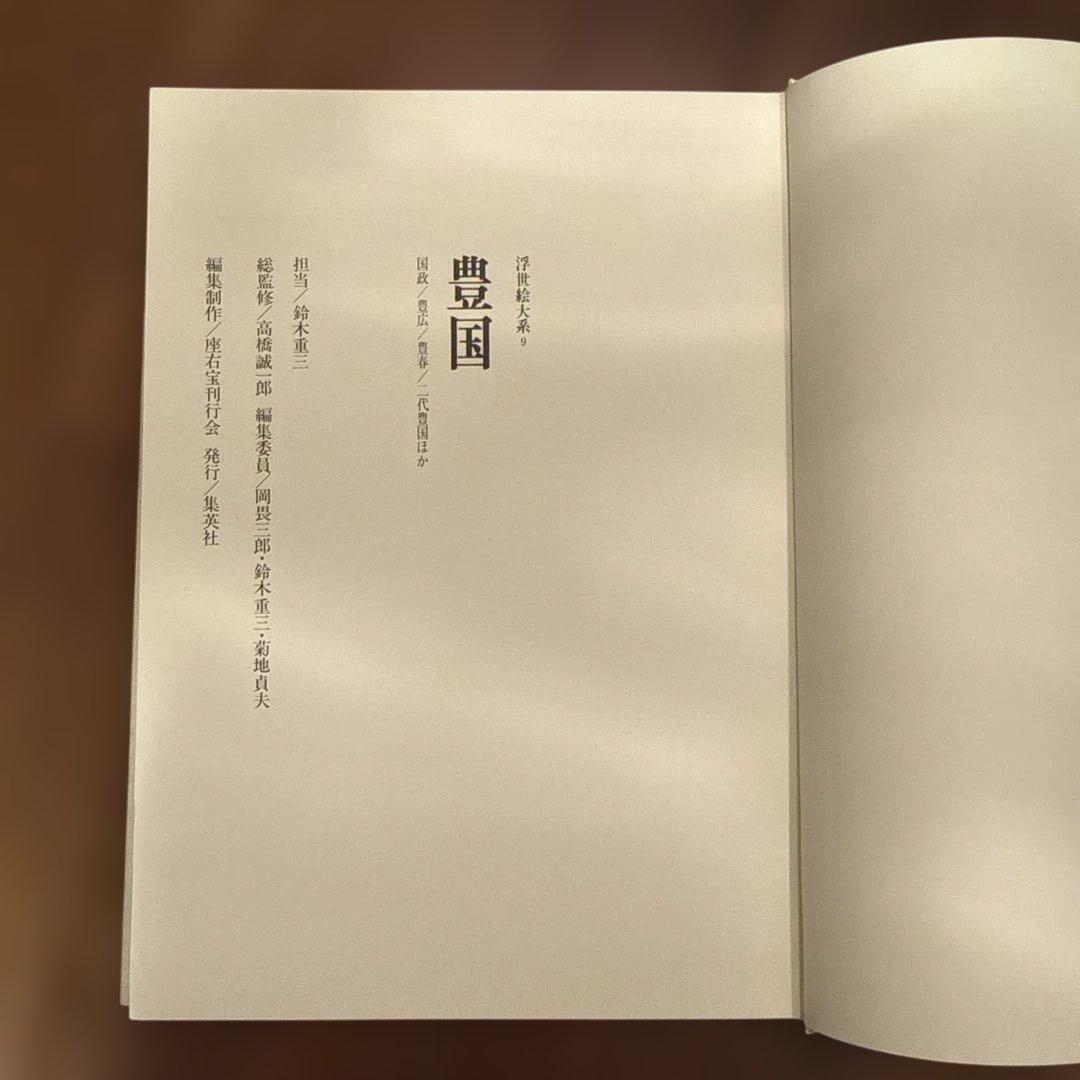 浮世絵大系9
豊国
国政/豊広/豊春/二代豊国ほか
担当/鈴木重三
総監修/高橋誠一郎 編集委員/岡畏三郎・鈴木重三・菊地貞夫
編集制作/座右宝刊行会 発行/集英社